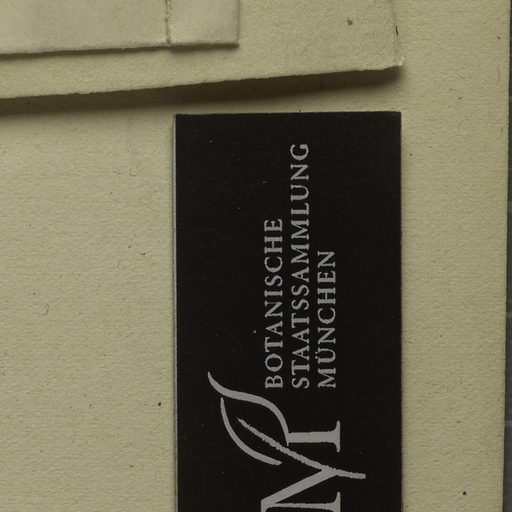 BOTANISCHE
STAATSSAMMLUNG
MÜNCHEN
M